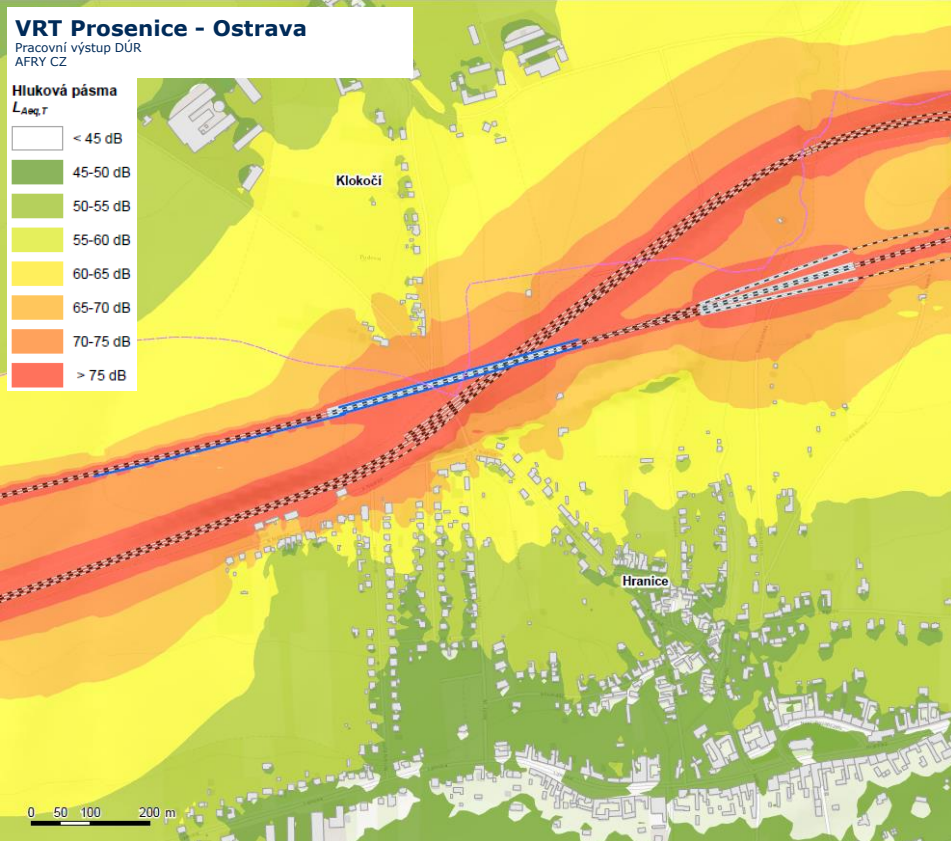 VRT Prosenice - Ostrava
Pracovní výstup DÚR
AFRY CZ
Hluková pásma
LAeq,T
< 45 dB
45-50 dB
50-55 dB
55-60 dB
60-65 dB
65-70 dB
70-75 dB
> 75 dB
Klokočí
Hranice
0 50 100 200 m